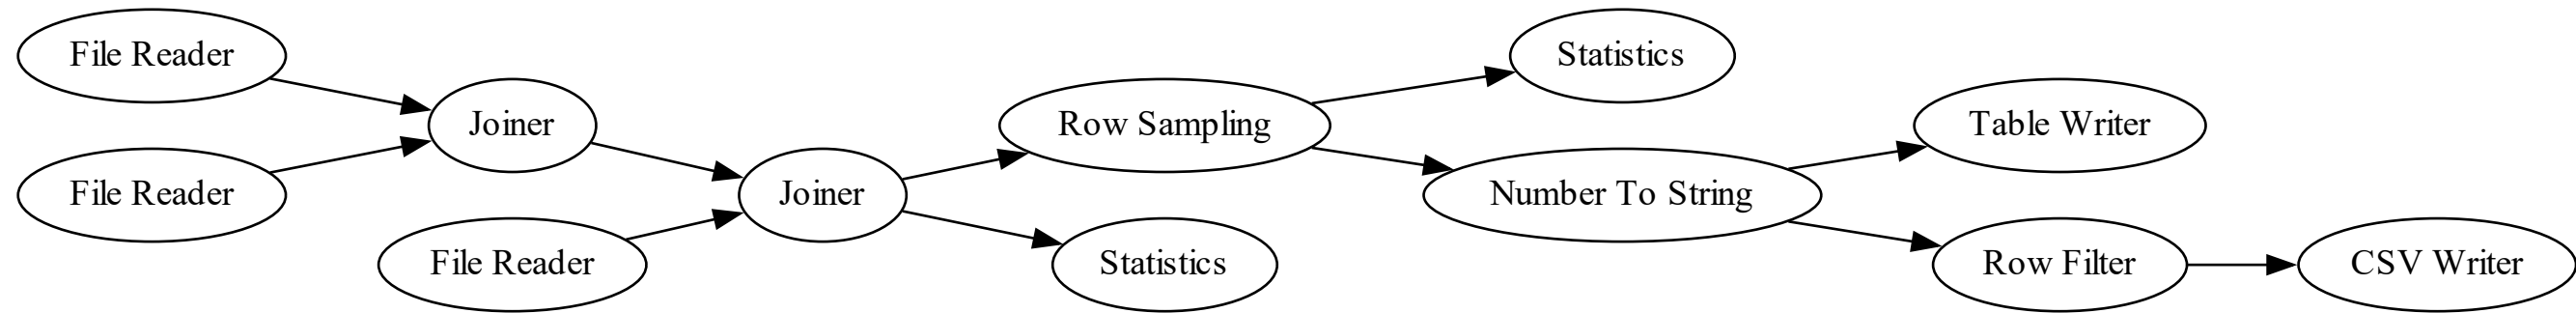 File Reader
File Reader
File Reader
Joiner
Joiner
Row Sampling
Statistics
Statistics
Number To String
Table Writer
Row Filter
CSV Writer